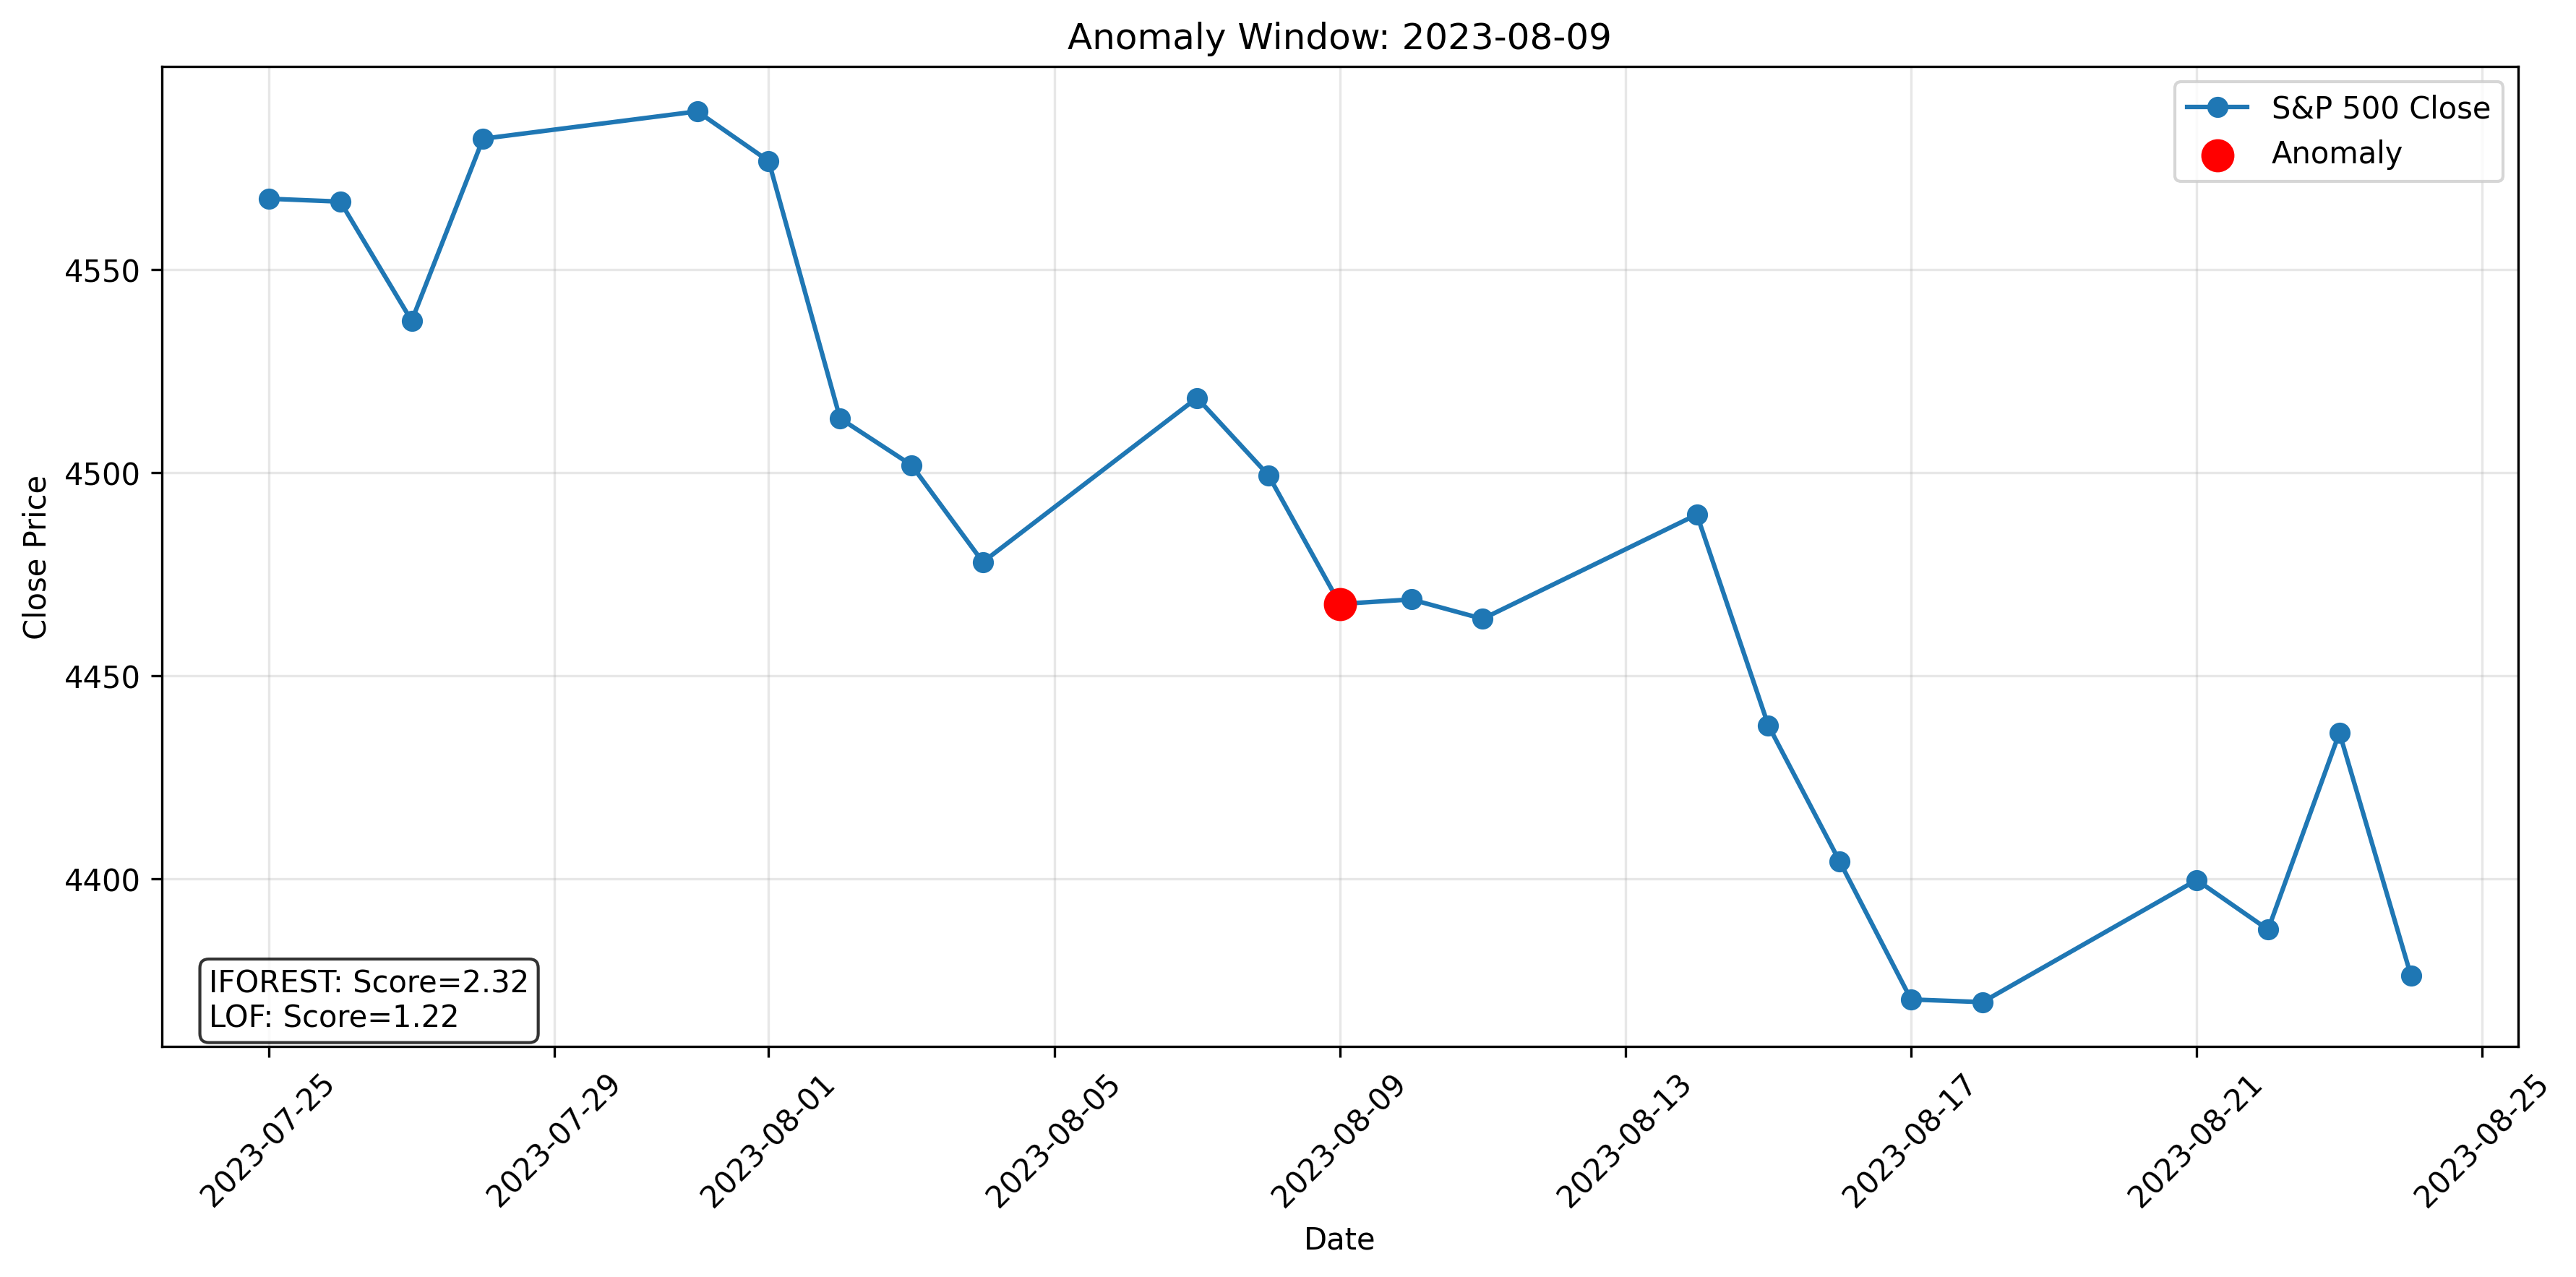 Anomaly Window: 2023-08-09
S&P 500 Close
Anomaly
Close Price
4550
4500
4450
4400
IFOREST: Score=2.32
LOF: Score=1.22
2023-07-25
2023-07-29
2023-08-01
2023-08-05
2023-08-09
2023-08-13
2023-08-17
2023-08-21
2023-08-25
Date